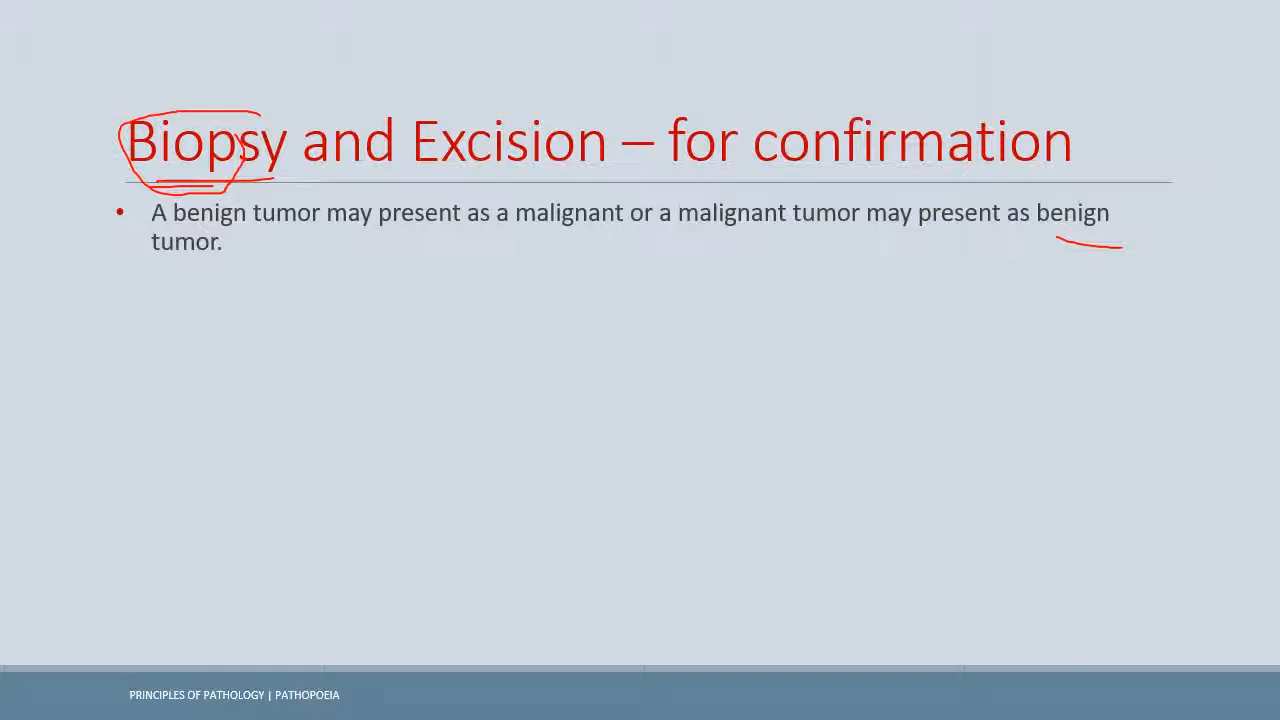 Biopsy and Excision – for confirmation
• A benign tumor may present as a malignant or a malignant tumor may present as benign
tumor.
PRINCIPLES OF PATHOLOGY | PATHOPOEIA